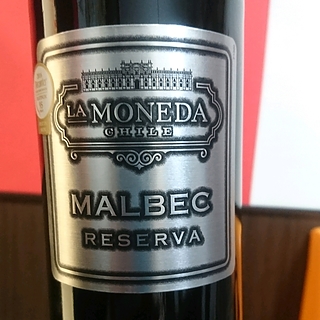 LA MONEDA
CHILE
MALBEC
RESERVA